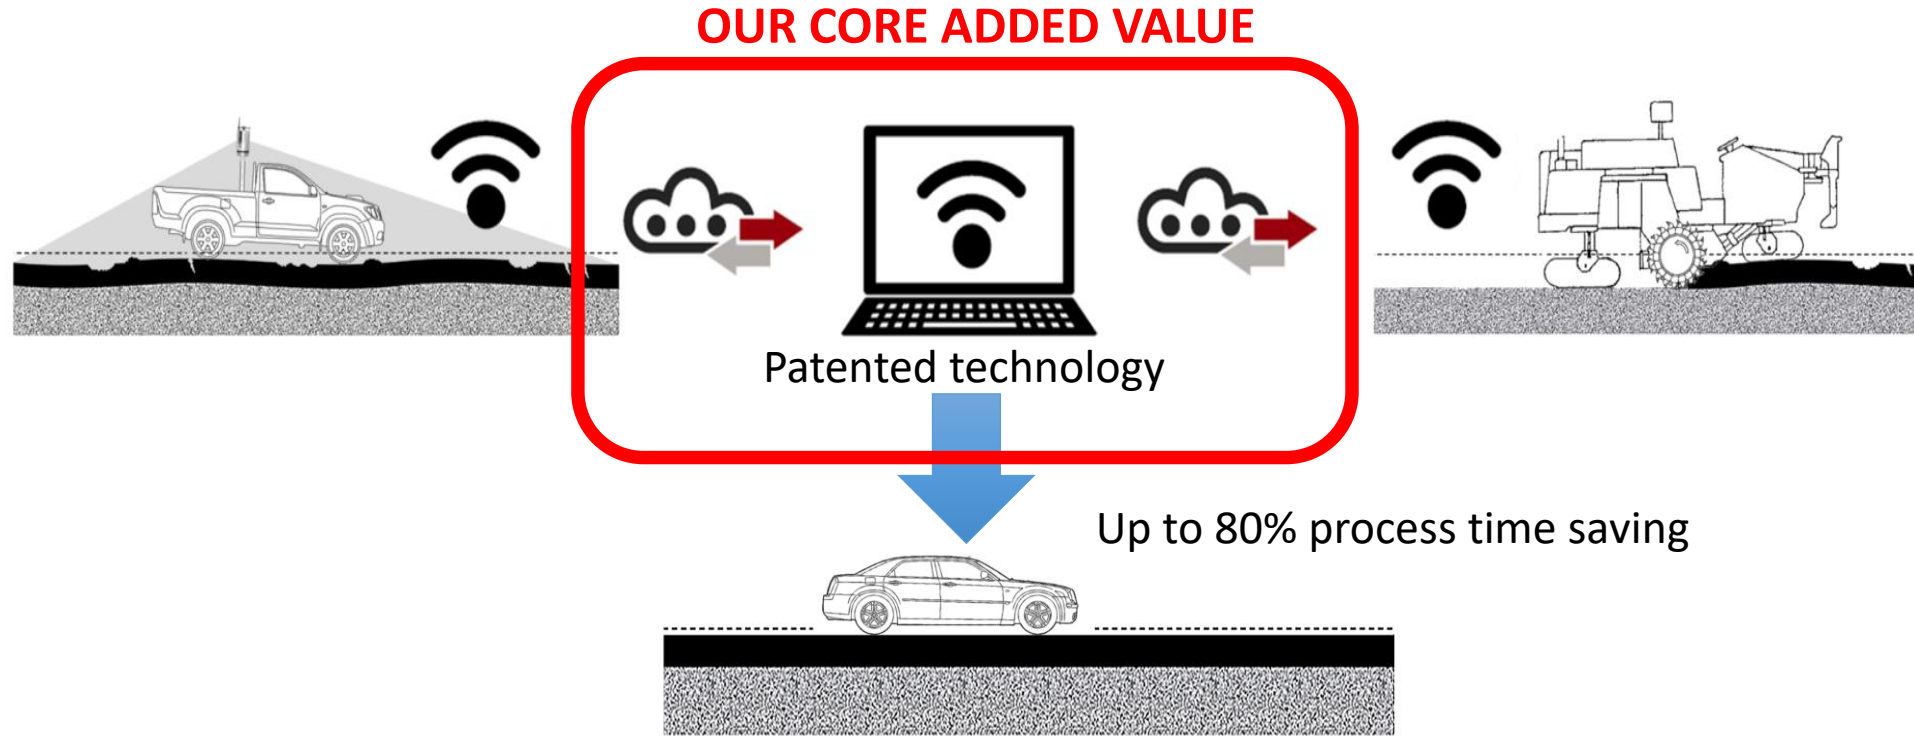 OUR CORE ADDED VALUE
Patented technology
Up to 80% process time saving